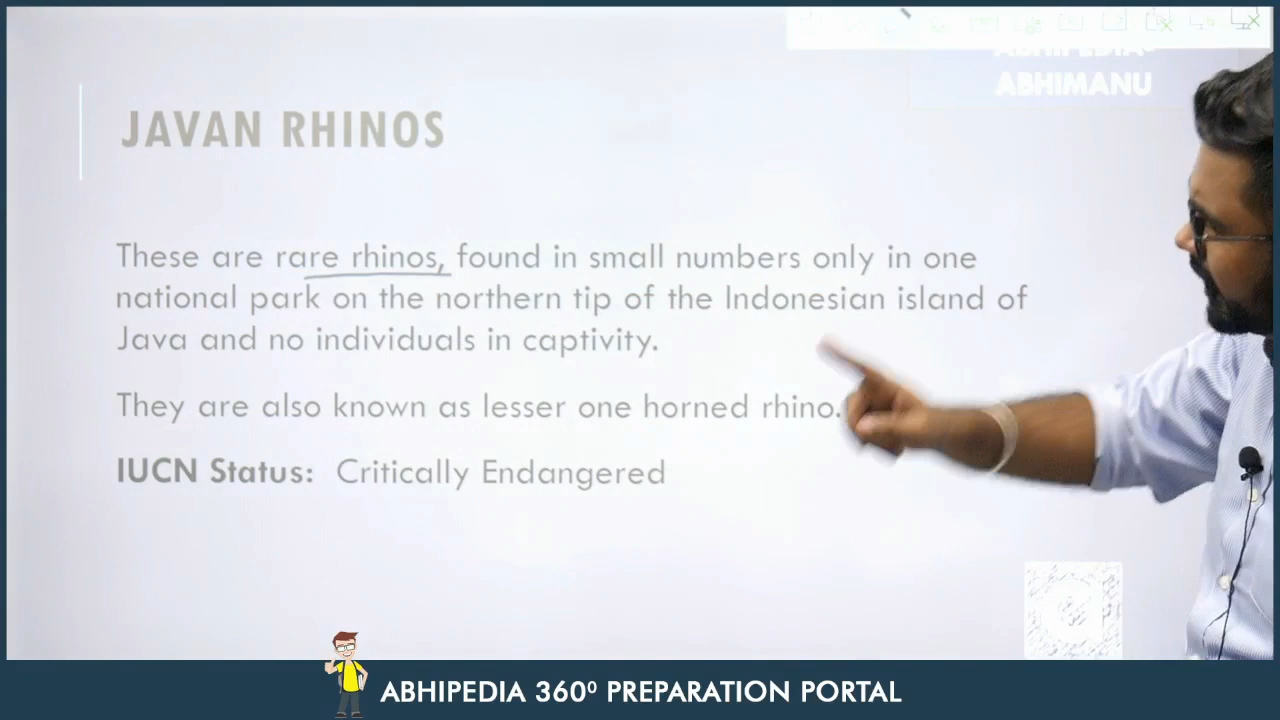 ABHIPEDIA
ABHIMANU
JAVAN RHINOS
These are rare rhinos, found in small numbers only in one
national park on the northern tip of the Indonesian island of
Java and no individuals in captivity.
They are also known as lesser one horned rhino.
IUCN Status: Critically Endangered
ABHIPEDIA 360⁰ PREPARATION PORTAL